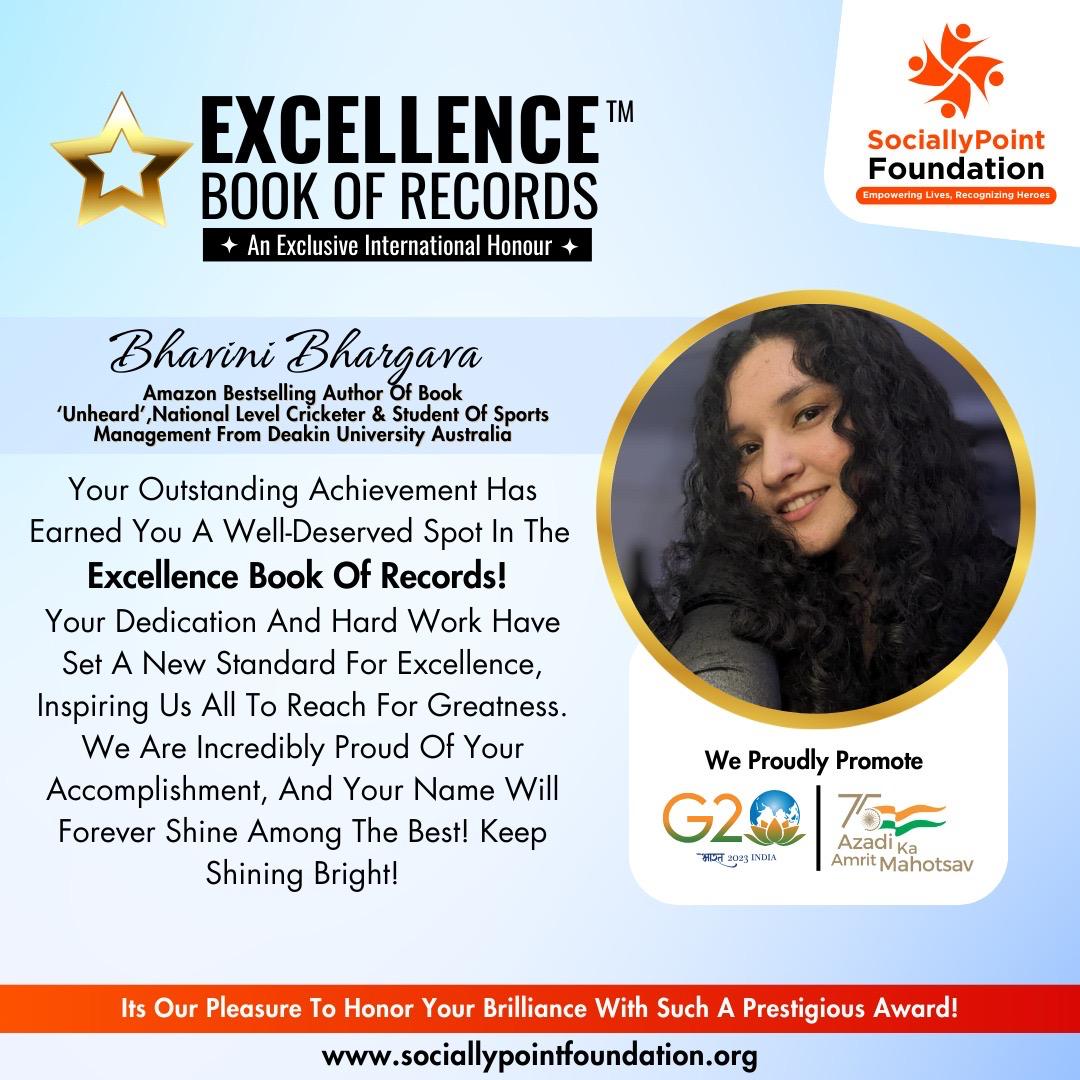 EXCELLENCE TM
BOOK OF RECORDS
An Exclusive International Honour
SociallyPoint
Foundation
Empowering Lives, Recognizing Heroes
Bhavini Bhargava
Amazon Bestselling Author Of Book
‘Unheard’,National Level Cricketer & Student Of Sports
Management From Deakin University Australia
Your Outstanding Achievement Has
Earned You A Well-Deserved Spot In The
Excellence Book Of Records!
Your Dedication And Hard Work Have
Set A New Standard For Excellence,
Inspiring Us All To Reach For Greatness.
We Are Incredibly Proud Of Your
Accomplishment, And Your Name Will
Forever Shine Among The Best! Keep
Shining Bright!
We Proudly Promote
G20
भारत 2023 INDIA
75
Azadi Ka
Amrit Mahotsav
Its Our Pleasure To Honor Your Brilliance With Such A Prestigious Award!
www.sociallypointfoundation.org